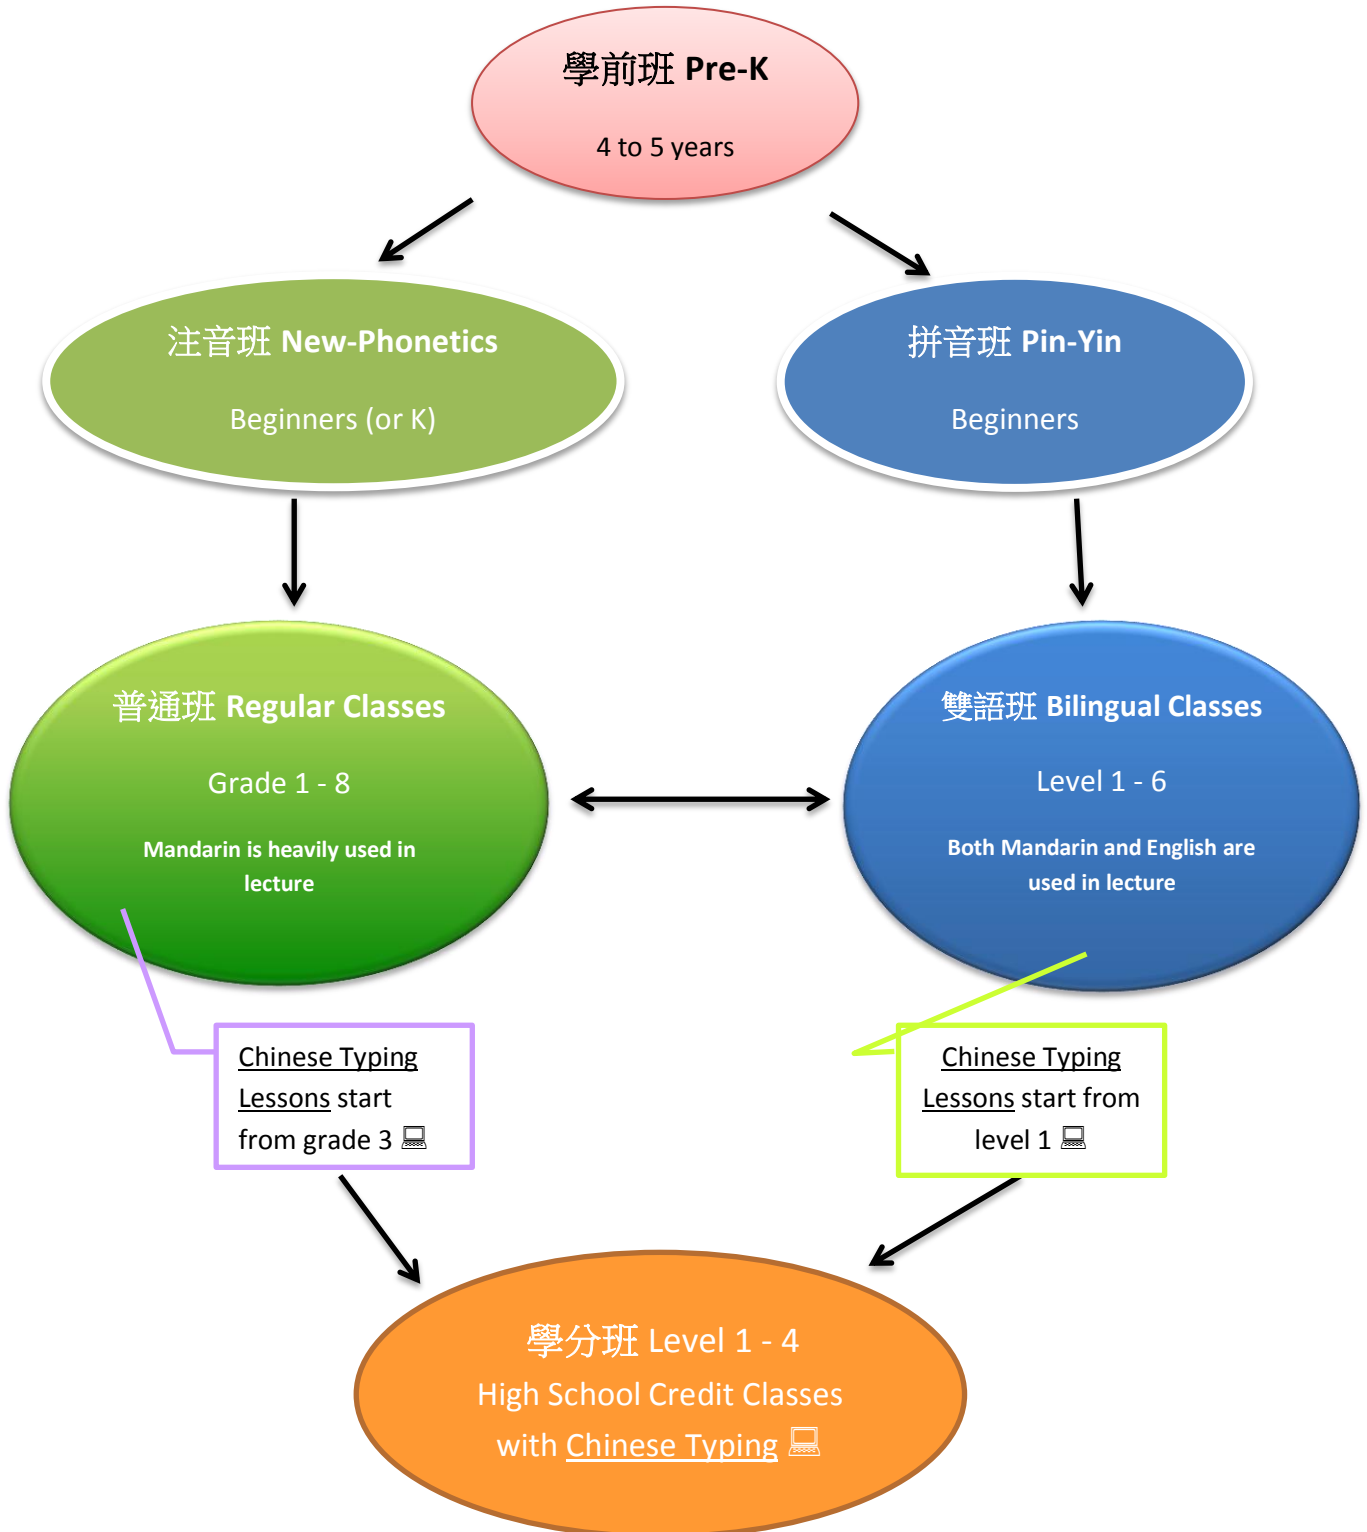 學前班 Pre-K
4 to 5 years
注音班 New-Phonetics
Beginners (or K)
拼音班 Pin-Yin
Beginners
普通班 Regular Classes
Grade 1 - 8
Mandarin is heavily used in
lecture
雙語班 Bilingual Classes
Level 1 - 6
Both Mandarin and English are
used in lecture
Chinese Typing
Lessons start
from grade 3 💻
Chinese Typing
Lessons start from
level 1 💻
學分班 Level 1 - 4
High School Credit Classes
with Chinese Typing 💻